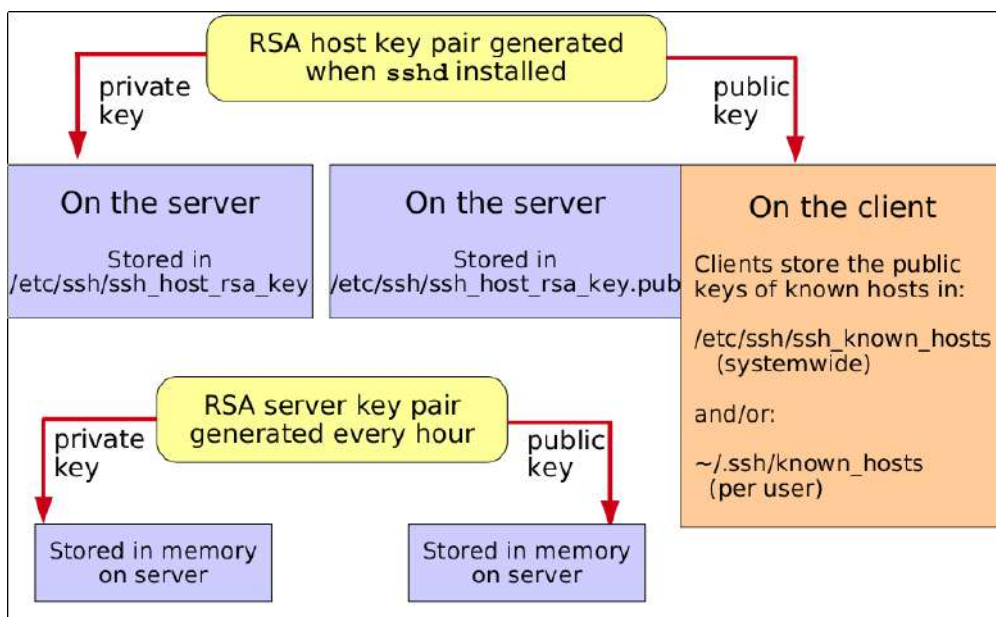 RSA host key pair generated
when sshd installed
private
key
public
key
On the server
Stored in
/etc/ssh/ssh_host_rsa_key
On the server
Stored in
/etc/ssh/ssh_host_rsa_key.pub
On the client
Clients store the public
keys of known hosts in:
/etc/ssh/ssh_known_hosts
(systemwide)
and/or:
~/.ssh/known_hosts
(per user)
RSA server key pair
generated every hour
private
key
public
key
Stored in memory
on server
Stored in memory
on server